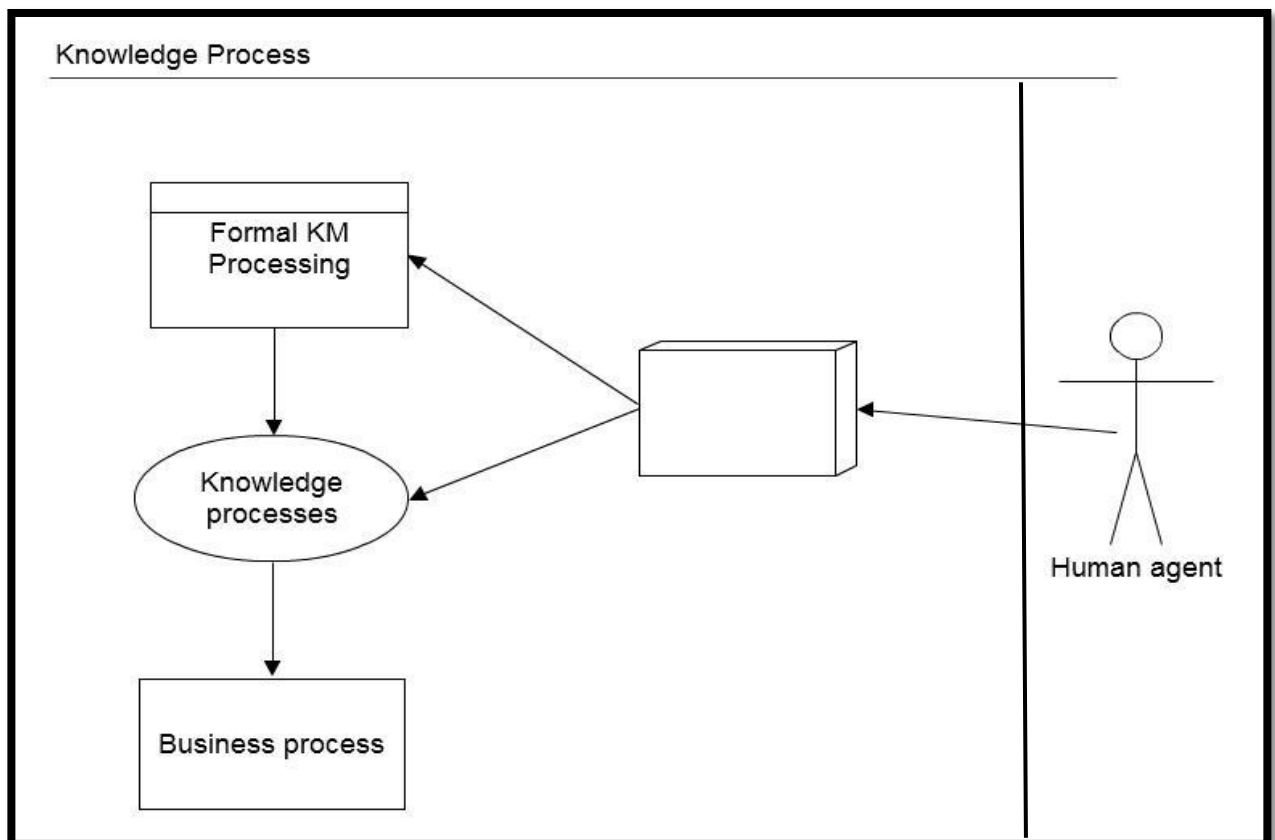 Knowledge Process
Formal KM
Processing
Knowledge
processes
Human agent
Business process